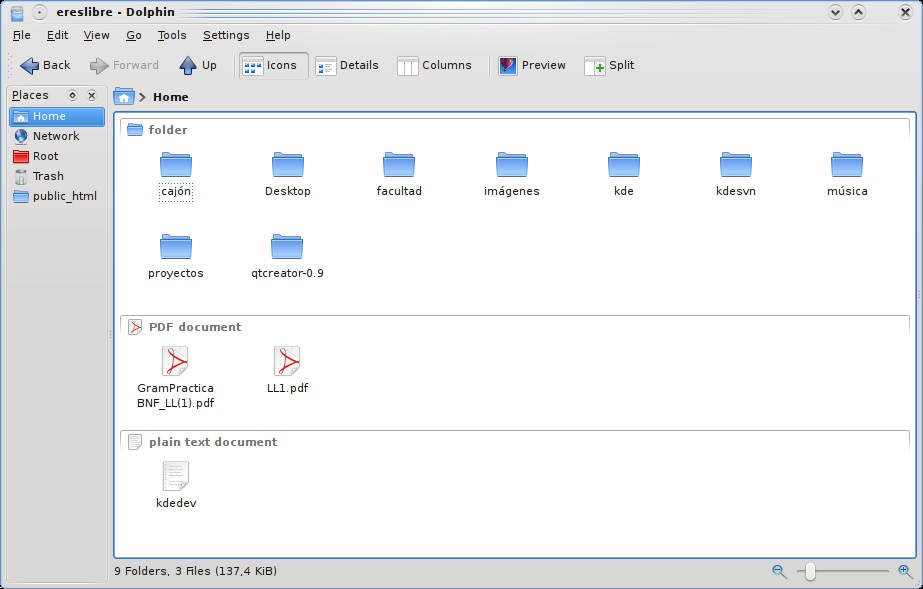 ereslibre - Dolphin
File Edit View Go Tools Settings Help
Back Forward Up Icons Details Columns Preview Split
Places
Home
Network
Root
Trash
public_html
Home
folder
cajón Desktop facultad imágenes kde kdesvn música
proyectos qtcreator-0.9
PDF document
GramPractica
BNF_LL(1).pdf
LL1.pdf
plain text document
kdedev
9 Folders, 3 Files (137,4 KiB)